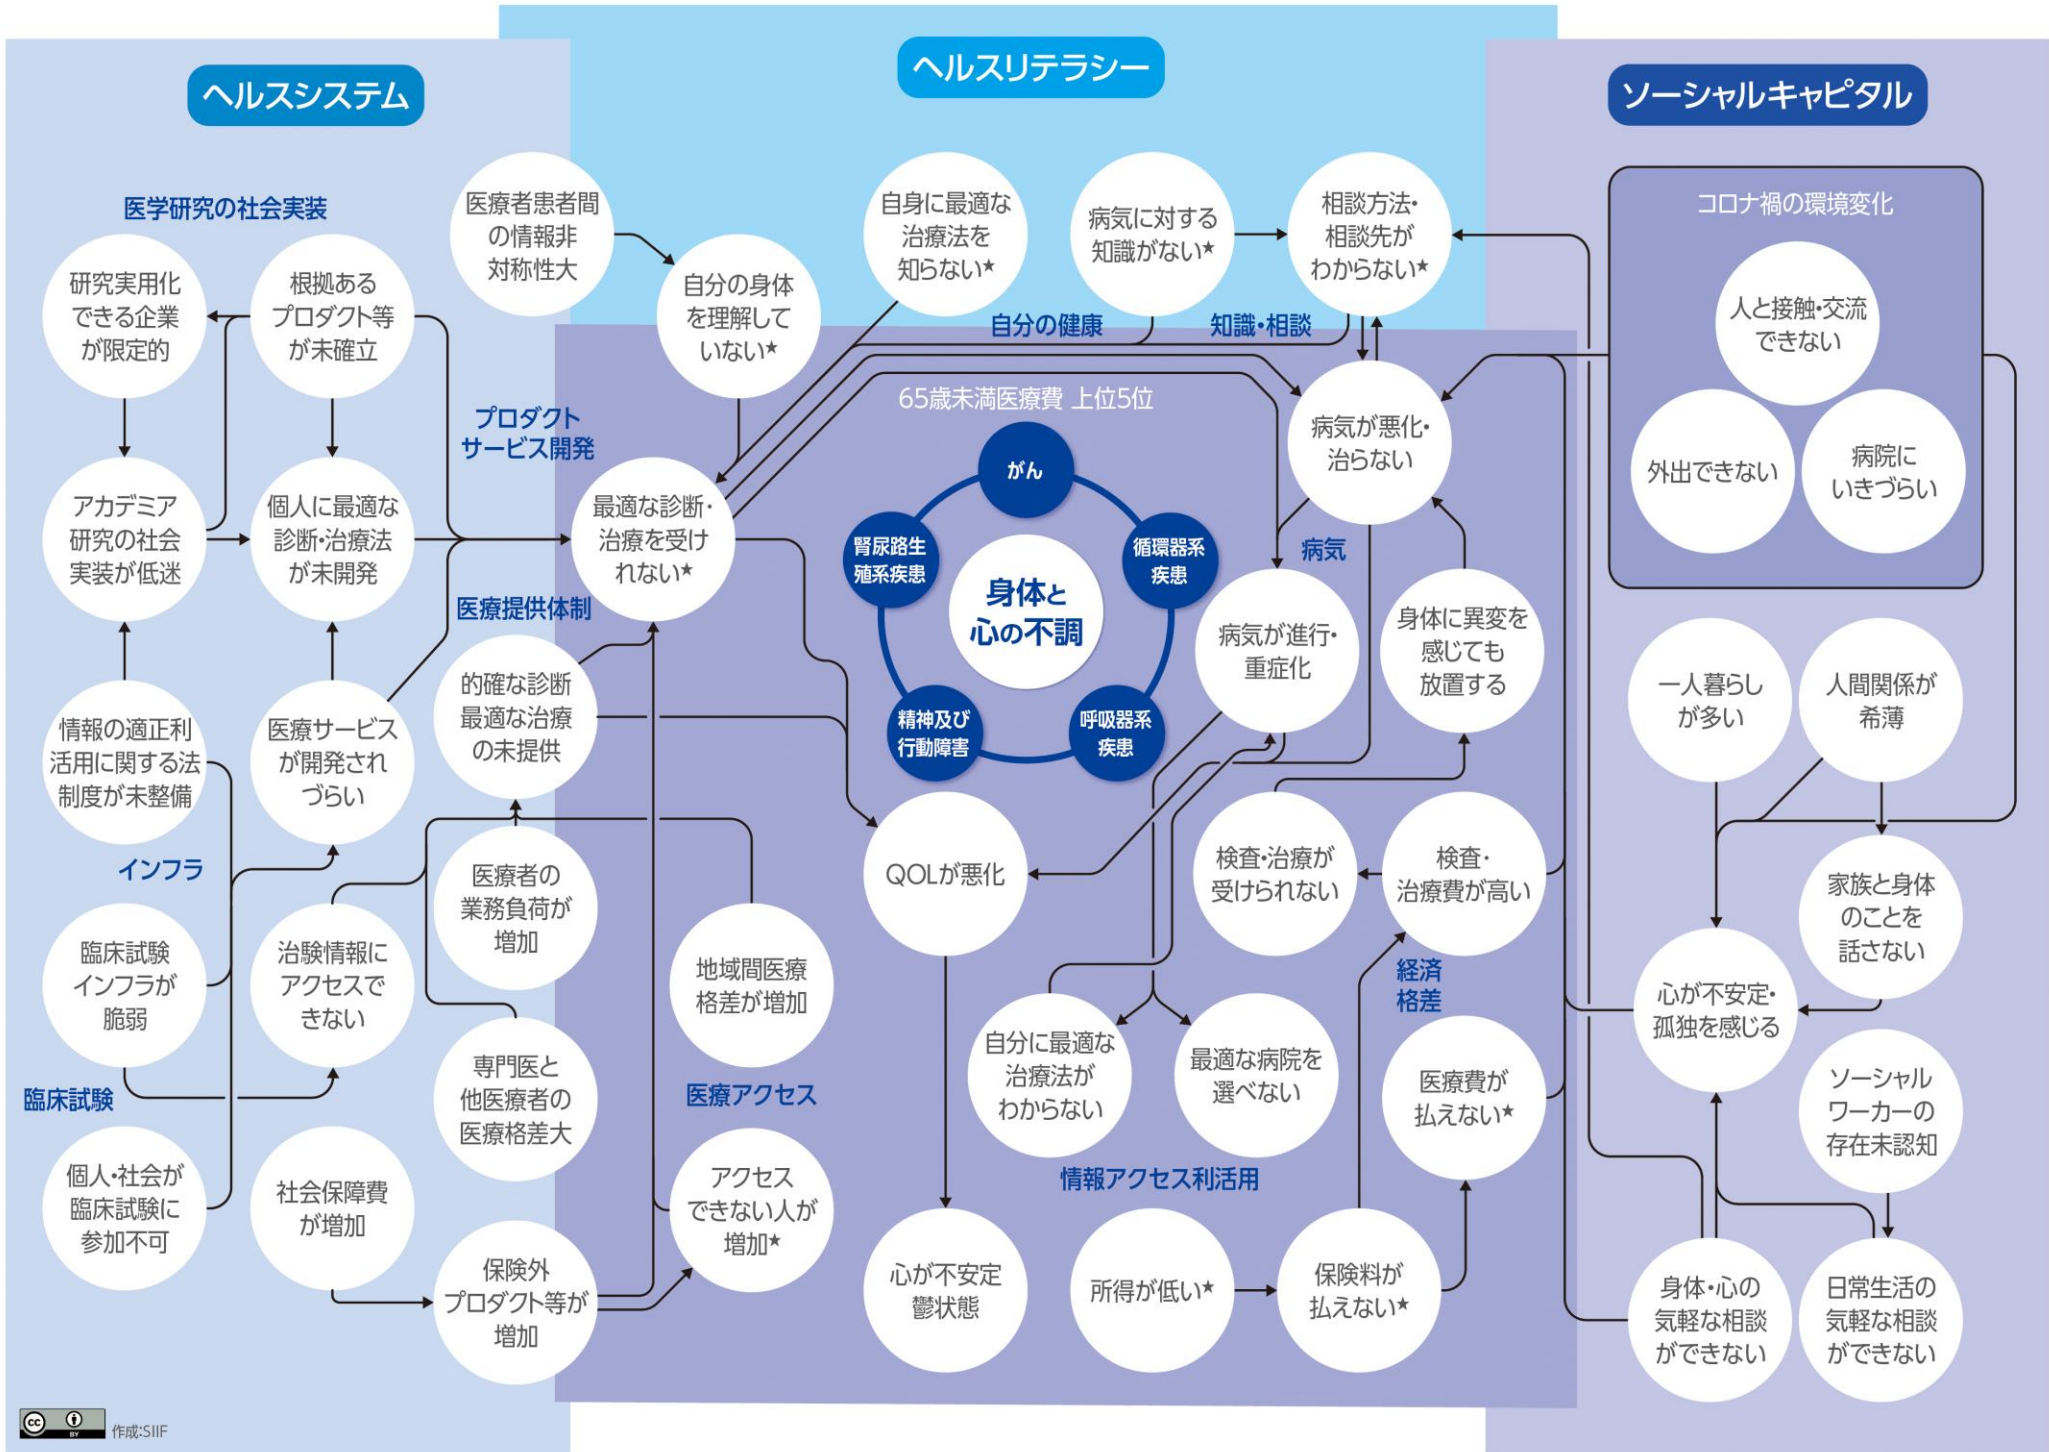 ヘルスシステム
ヘルスリテラシー
ソーシャルキャピタル
医学研究の社会実装
研究実用化
できる企業
が限定的
根拠ある
プロダクト等
が未確立
医療者患者間
の情報非
対称性大
自分の身体
を理解して
いない★
自身に最適な
治療法を
知らない★
病気に対する
知識がない★
相談方法・
相談先が
わからない★
自分の健康
知識・相談
コロナ禍の環境変化
人と接触・交流
できない
外出できない
病院に
いきづらい
プロダクト
サービス開発
65歳未満医療費 上位5位
がん
循環器系
疾患
呼吸器系
疾患
精神及び
行動障害
腎尿路生
殖系疾患
身体と
心の不調
病気が悪化・
治らない
アカデミア
研究の社会
実装が低迷
個人に最適な
診断・治療法
が未開発
最適な診断・
治療を受け
れない★
病気
医療提供体制
的確な診断
最適な治療
の未提供
病気が進行・
重症化
身体に異変を
感じても
放置する
一人暮らし
が多い
人間関係が
希薄
情報の適正利
活用に関する法
制度が未整備
医療サービス
が開発され
づらい
インフラ
医療者の
業務負荷が
増加
QOLが悪化
検査・治療が
受けられない
検査・
治療費が高い
家族と身体
のことを
話さない
臨床試験
インフラが
脆弱
治験情報に
アクセスで
きない
地域間医療
格差が増加
経済
格差
心が不安定・
孤独を感じる
臨床試験
専門医と
他医療者の
医療格差大
医療アクセス
自分に最適な
治療法が
わからない
最適な病院を
選べない
医療費が
払えない★
ソーシャル
ワーカーの
存在未認知
情報アクセス利活用
個人・社会が
臨床試験に
参加不可
社会保障費
が増加
アクセス
できない人が
増加★
保険外
プロダクト等が
増加
心が不安定
鬱状態
所得が低い★
保険料が
払えない★
身体・心の
気軽な相談
ができない
日常生活の
気軽な相談
ができない
cc
BY
作成:SIIF